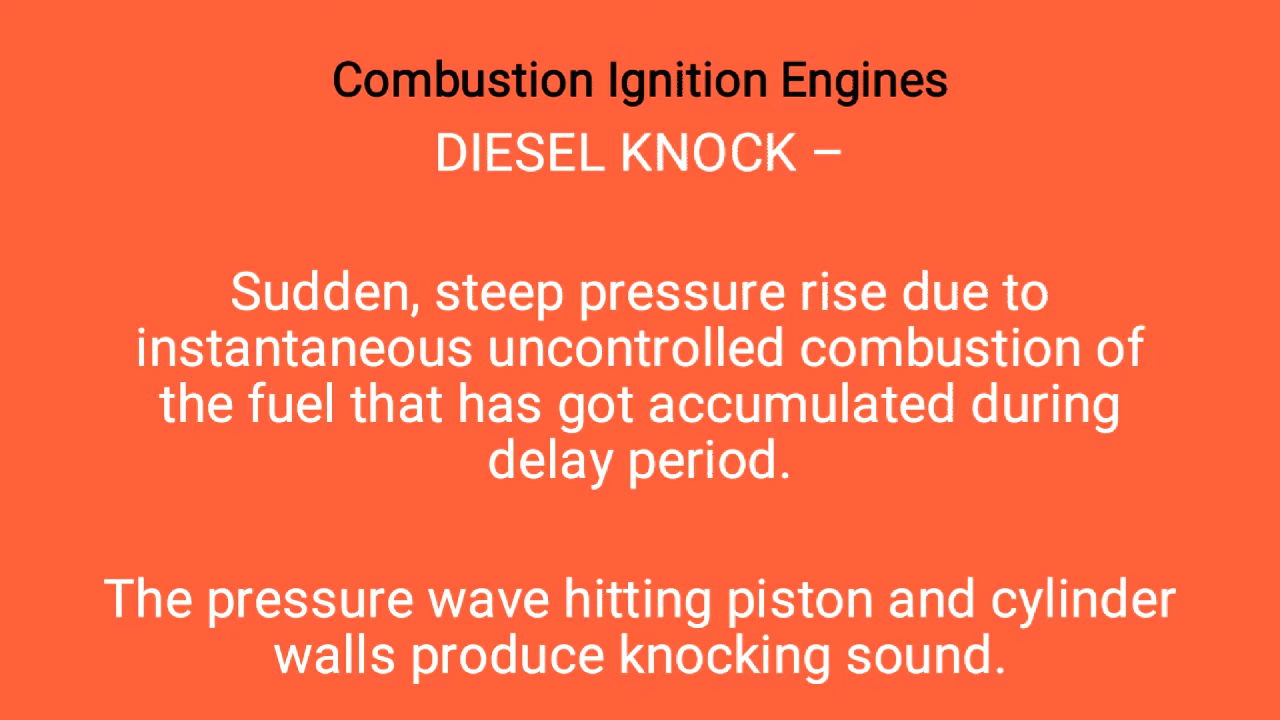 Combustion Ignition Engines
DIESEL KNOCK –
Sudden, steep pressure rise due to
instantaneous uncontrolled combustion of
the fuel that has got accumulated during
delay period.
The pressure wave hitting piston and cylinder
walls produce knocking sound.